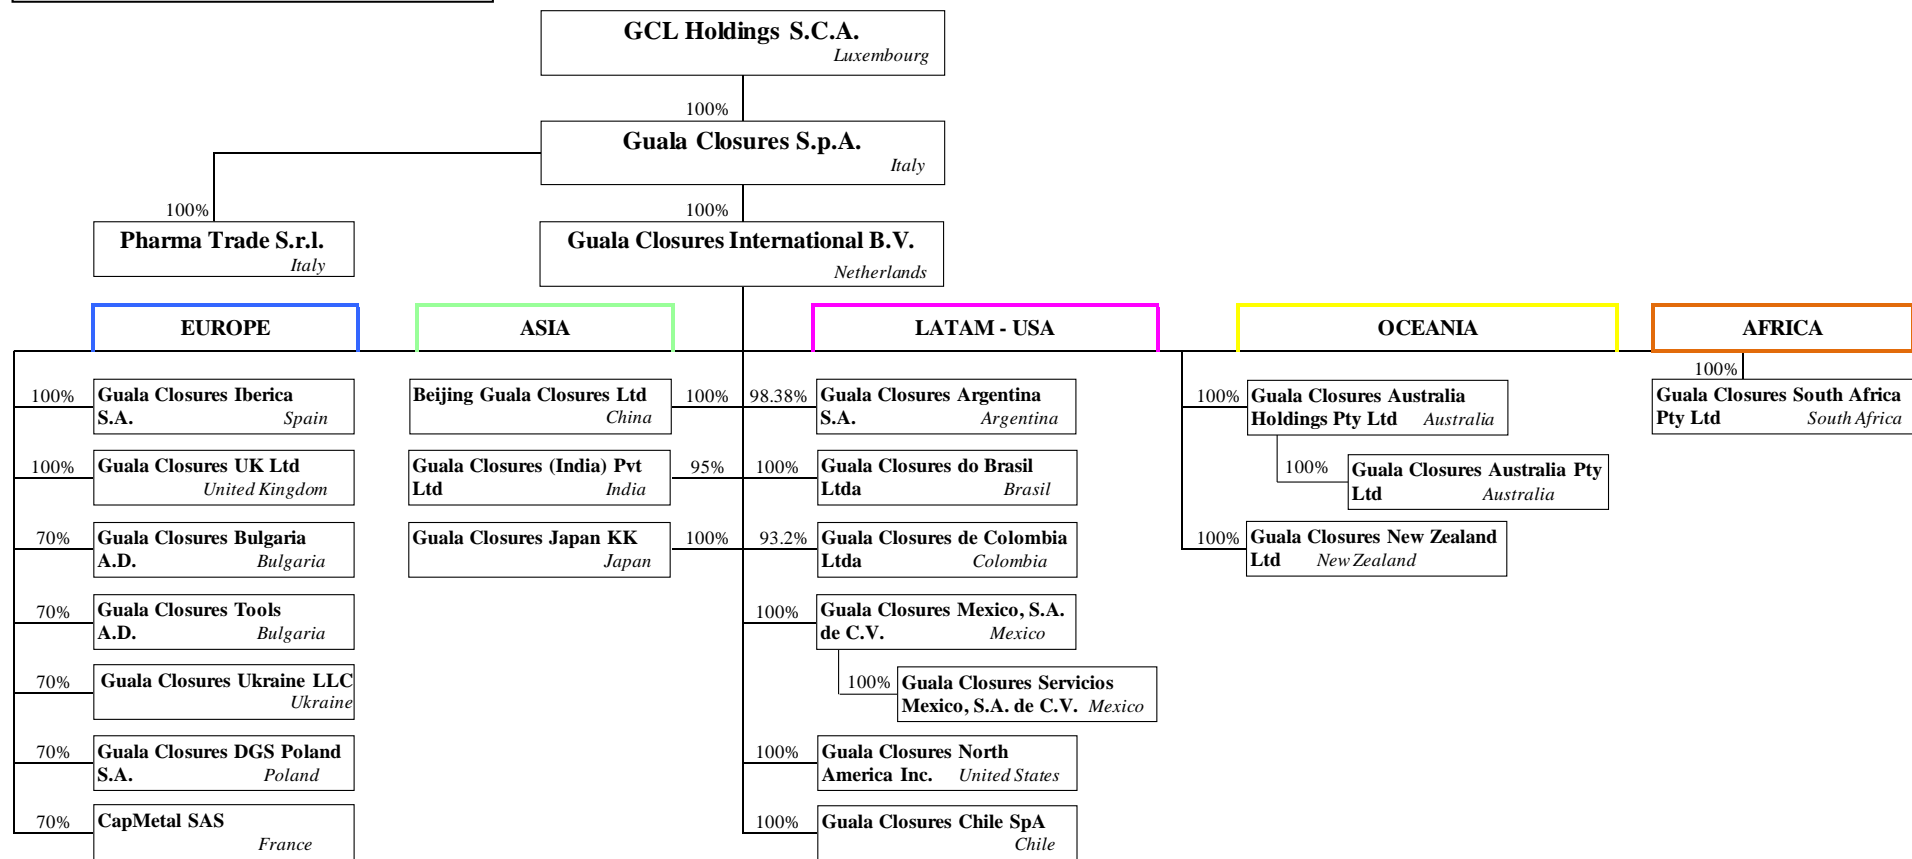 GCL Holdings S.C.A.
Luxembourg
100%
Guala Closures S.p.A.
Italy
100%
100%
Pharma Trade S.r.l.
Italy
Guala Closures International B.V.
Netherlands
EUROPE
ASIA
LATAM - USA
OCEANIA
AFRICA
100%
Guala Closures Iberica
S.A. Spain
100%
Guala Closures UK Ltd
United Kingdom
70%
Guala Closures Bulgaria
A.D. Bulgaria
70%
Guala Closures Tools
A.D. Bulgaria
70%
Guala Closures Ukraine LLC
Ukraine
70%
Guala Closures DGS Poland
S.A. Poland
70%
CapMetal SAS
France
Beijing Guala Closures Ltd
China
100%
Guala Closures (India) Pvt
Ltd India
95%
Guala Closures Japan KK
Japan
100%
98.38%
Guala Closures Argentina
S.A. Argentina
100%
Guala Closures do Brasil
Ltda Brasil
93.2%
Guala Closures de Colombia
Ltda Colombia
100%
Guala Closures Mexico, S.A.
de C.V. Mexico
100%
Guala Closures Servicios
Mexico, S.A. de C.V. Mexico
100%
Guala Closures North
America Inc. United States
100%
Guala Closures Chile SpA
Chile
100%
Guala Closures Australia
Holdings Pty Ltd Australia
100%
Guala Closures Australia Pty
Ltd Australia
100%
Guala Closures New Zealand
Ltd New Zealand
100%
Guala Closures South Africa
Pty Ltd South Africa